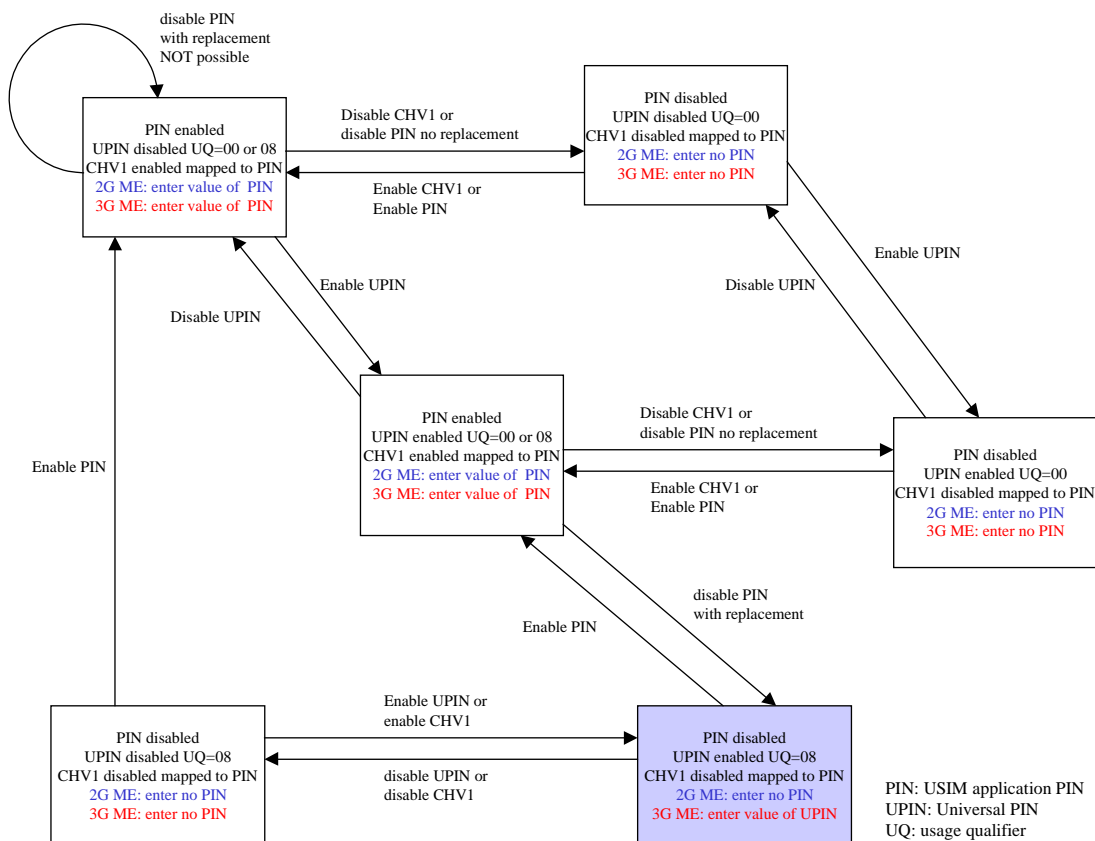 disable PIN
with replacement
NOT possible
PIN enabled
UPIN disabled UQ=00 or 08
CHV1 enabled mapped to PIN
2G ME: enter value of  PIN
3G ME: enter value of  PIN
Disable CHV1 or
disable PIN no replacement
Enable CHV1 or
Enable PIN
PIN disabled
UPIN disabled UQ=00
CHV1 disabled mapped to PIN
2G ME: enter no PIN
3G ME: enter no PIN
Enable UPIN
Disable UPIN
Enable UPIN
Disable UPIN
PIN enabled
UPIN enabled UQ=00 or 08
CHV1 enabled mapped to PIN
2G ME: enter value of  PIN
3G ME: enter value of  PIN
Disable CHV1 or
disable PIN no replacement
Enable CHV1 or
Enable PIN
PIN disabled
UPIN enabled UQ=00
CHV1 disabled mapped to PIN
2G ME: enter no PIN
3G ME: enter no PIN
Enable PIN
disable PIN
with replacement
Enable PIN
PIN disabled
UPIN disabled UQ=08
CHV1 disabled mapped to PIN
2G ME: enter no PIN
3G ME: enter no PIN
Enable UPIN or
enable CHV1
disable UPIN or
disable CHV1
PIN disabled
UPIN enabled UQ=08
CHV1 disabled mapped to PIN
2G ME: enter no PIN
3G ME: enter value of UPIN
PIN: USIM application PIN
UPIN: Universal PIN
UQ: usage qualifier